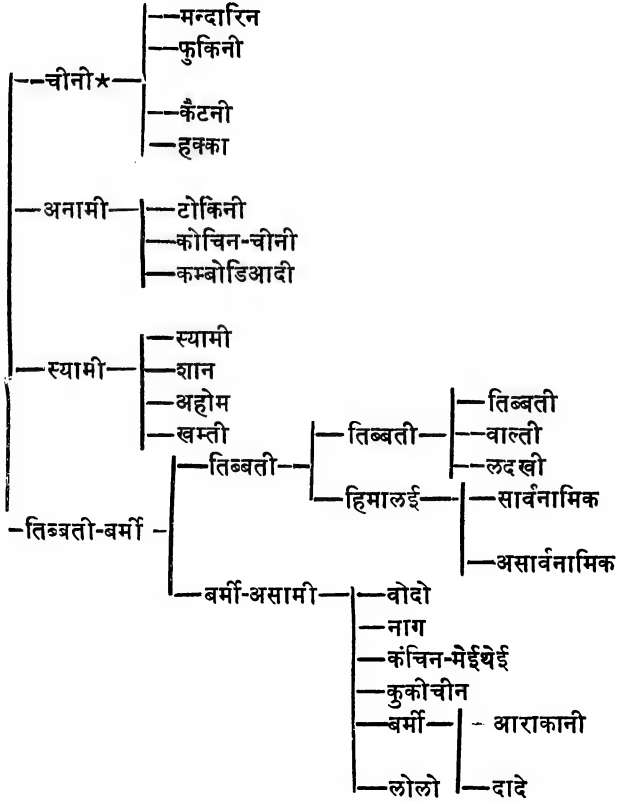 मन्दारिन
फुकिनी
चीनी*
कैटनी
हक्का
अनामी
टोकिनी
कोचिन-चीनी
कम्बोडिआदी
स्यामी
स्यामी
शान
अहोम
खम्ती
तिब्बती
तिब्बती
तिब्बती
वाल्ती
लदखी
हिमालई
सार्वनामिक
तिब्बती-बर्मी
असार्वनामिक
बर्मी-असामी
वोदो
नाग
कंचिन-मेईथेई
कुकीचीन
बर्मी
आराकानी
लोलो
दादे